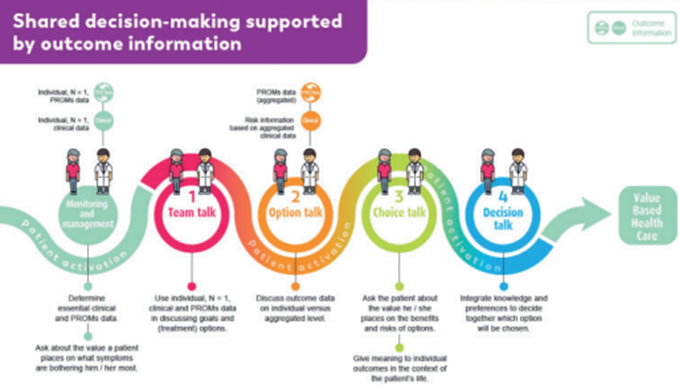 Shared decision-making supported
by outcome information
Outcome
information
Individual, N = 1,
PROMs data
Individual, N = 1,
clinical data
PROMs
Clinical
PROMs data
(aggregated)
Risk information
based on aggregated
clinical data
PROMs
Clinical
Monitoring
and
management
1
Team talk
2
Option talk
3
Choice talk
4
Decision
talk
Value
Based
Health
Care
Patient activation
Patient activation
Patient activation
Determine
essential clinical
and PROMs data.
Ask about the value a patient
places on what symptoms
are bothering him / her most.
Use individual, N = 1,
clinical and PROMs data
in discussing goals and
(treatment) options.
Discuss outcome data
on individual versus
aggregated level.
Ask the patient about
the value he / she
places on the benefits
and risks of options.
Give meaning to individual
outcomes in the context of
the patient's life.
Integrate knowledge and
preferences to decide
together which option
will be chosen.